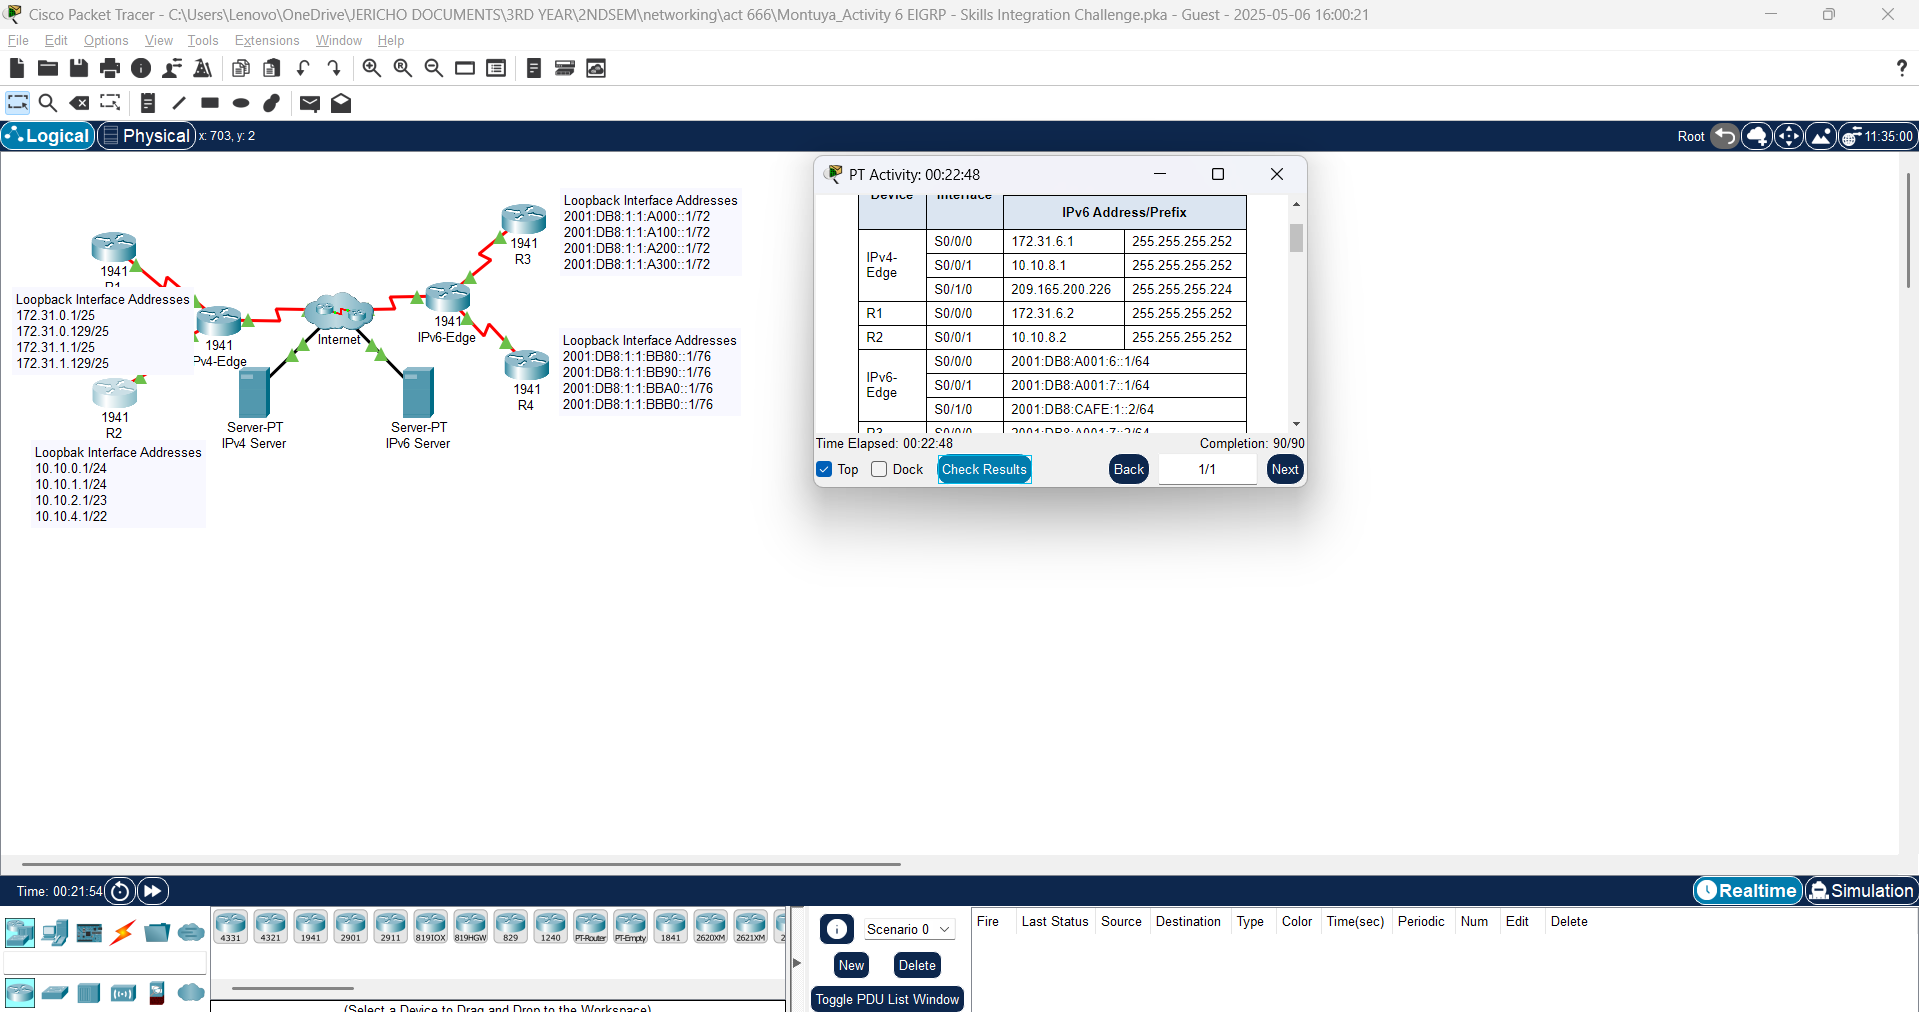 Cisco Packet Tracer - C:\Users\Lenovo\OneDrive\JERICHO DOCUMENTS\3RD YEAR\2NDSEM\networking\act 666\Montuya_Activity 6 EIGRP - Skills Integration Challenge.pka - Guest - 2025-05-06 16:00:21
File Edit Options View Tools Extensions Window Help
Logical Physical x: 703, y: 2
Root 11:35:00
1941
R1
Loopback Interface Addresses
172.31.0.1/25
172.31.0.129/25
172.31.1.1/25
172.31.1.129/25
1941
Pv4-Edge
1941
R2
Loopbak Interface Addresses
10.10.0.1/24
10.10.1.1/24
10.10.2.1/23
10.10.4.1/22
Internet
Server-PT
IPv4 Server
Server-PT
IPv6 Server
1941
IPv6-Edge
1941
R3
Loopback Interface Addresses
2001:DB8:1:1:A000::1/72
2001:DB8:1:1:A100::1/72
2001:DB8:1:1:A200::1/72
2001:DB8:1:1:A300::1/72
1941
R4
Loopback Interface Addresses
2001:DB8:1:1:BB80::1/76
2001:DB8:1:1:BB90::1/76
2001:DB8:1:1:BBA0::1/76
2001:DB8:1:1:BBB0::1/76
PT Activity: 00:22:48
Device Interface
IPv6 Address/Prefix
IPv4-Edge
S0/0/0 172.31.6.1 255.255.255.252
S0/0/1 10.10.8.1 255.255.255.252
S0/1/0 209.165.200.226 255.255.255.224
R1 S0/0/0 172.31.6.2 255.255.255.252
R2 S0/0/1 10.10.8.2 255.255.255.252
IPv6-Edge
S0/0/0 2001:DB8:A001:6::1/64
S0/0/1 2001:DB8:A001:7::1/64
S0/1/0 2001:DB8:CAFE:1::2/64
R3 S0/0/0 2001:DB8:A001:7::2/64
Time Elapsed: 00:22:48 Completion: 90/90
Top Dock Check Results Back 1/1 Next
Time: 00:21:54
Realtime Simulation
4331 4321 1941 2901 2911 819IOX 819HGW 829 1240 PT-Router PT-Empty 1841 2620XM 2621XM 2
(Select a Device to Drag and Drop to the Workspace)
Scenario 0
New Delete
Toggle PDU List Window
Fire Last Status Source Destination Type Color Time(sec) Periodic Num Edit Delete